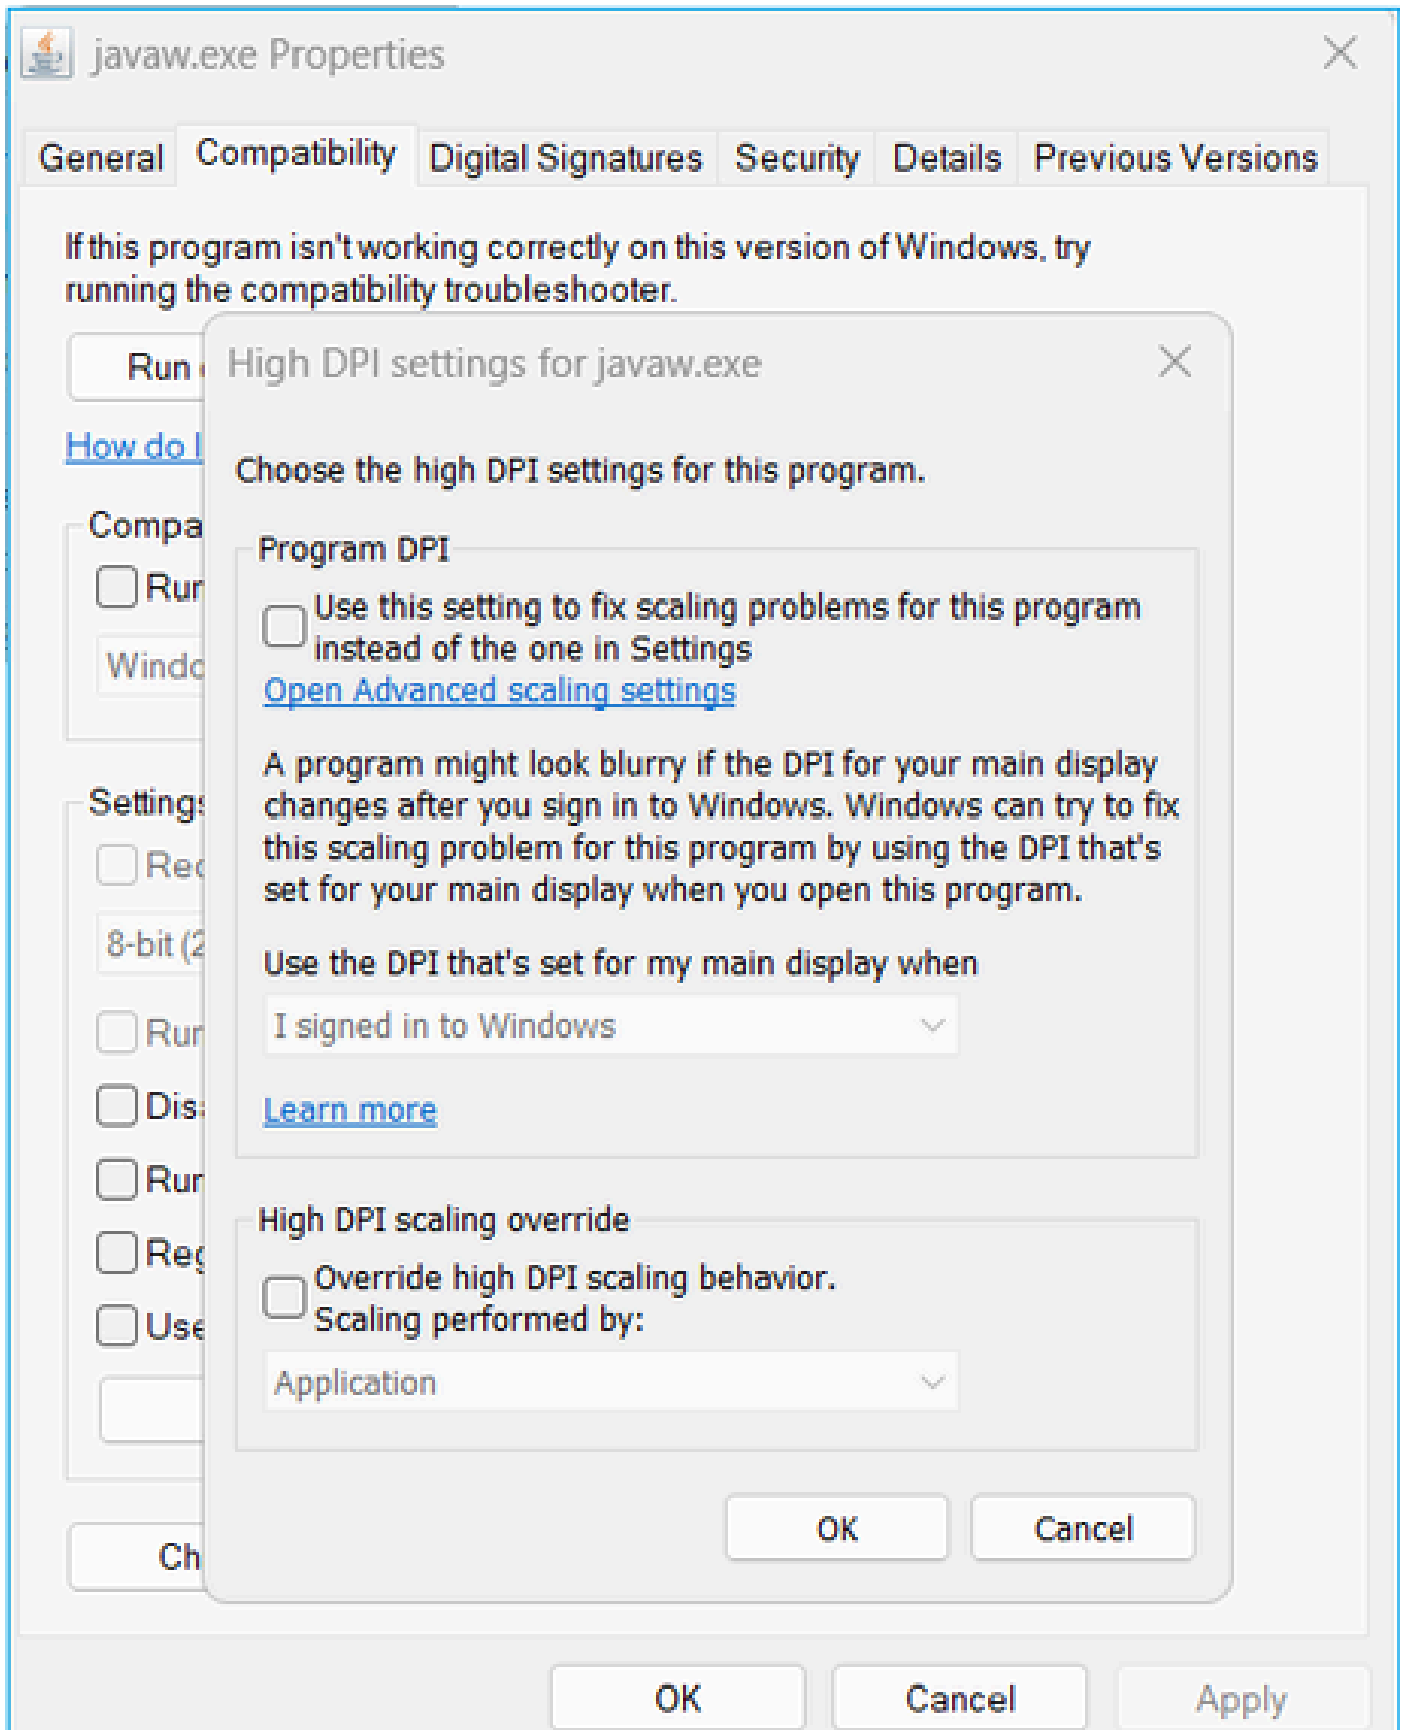 javaw.exe Properties
General Compatibility Digital Signatures Security Details Previous Versions
If this program isn't working correctly on this version of Windows, try
running the compatibility troubleshooter.
Run
High DPI settings for javaw.exe
How do I
Choose the high DPI settings for this program.
Compa
Program DPI
Run
Use this setting to fix scaling problems for this program
instead of the one in Settings
Windo
Open Advanced scaling settings
A program might look blurry if the DPI for your main display
Settings
changes after you sign in to Windows. Windows can try to fix
this scaling problem for this program by using the DPI that's
Red
set for your main display when you open this program.
8-bit (2
Use the DPI that's set for my main display when
I signed in to Windows
Run
Dis
Learn more
Run
High DPI scaling override
Reg
Override high DPI scaling behavior.
Scaling performed by:
Use
Application
OK Cancel
Ch
OK Cancel Apply